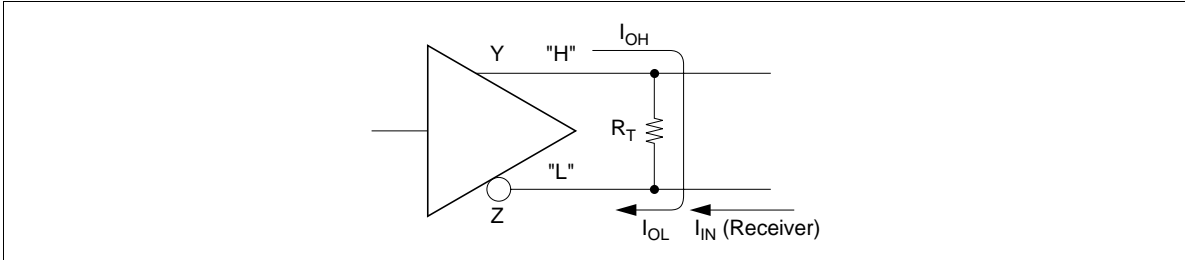 I_OH
Y "H"
R_T
"L"
Z
I_OL I_IN (Receiver)